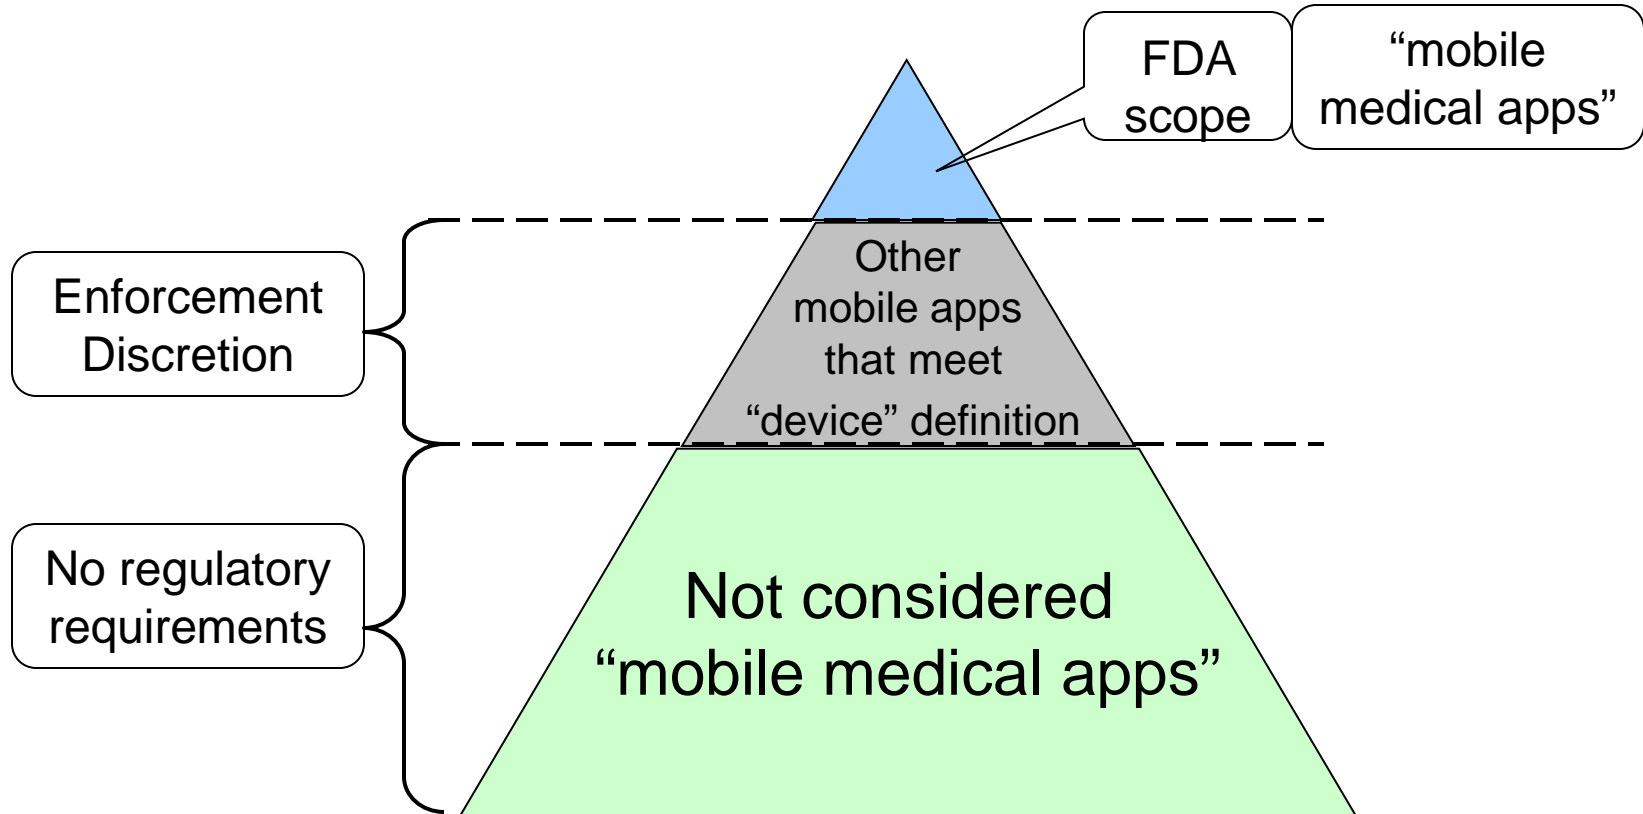 FDA
scope
“mobile
medical apps”
Enforcement
Discretion
Other
mobile apps
that meet
“device” definition
No regulatory
requirements
Not considered
“mobile medical apps”